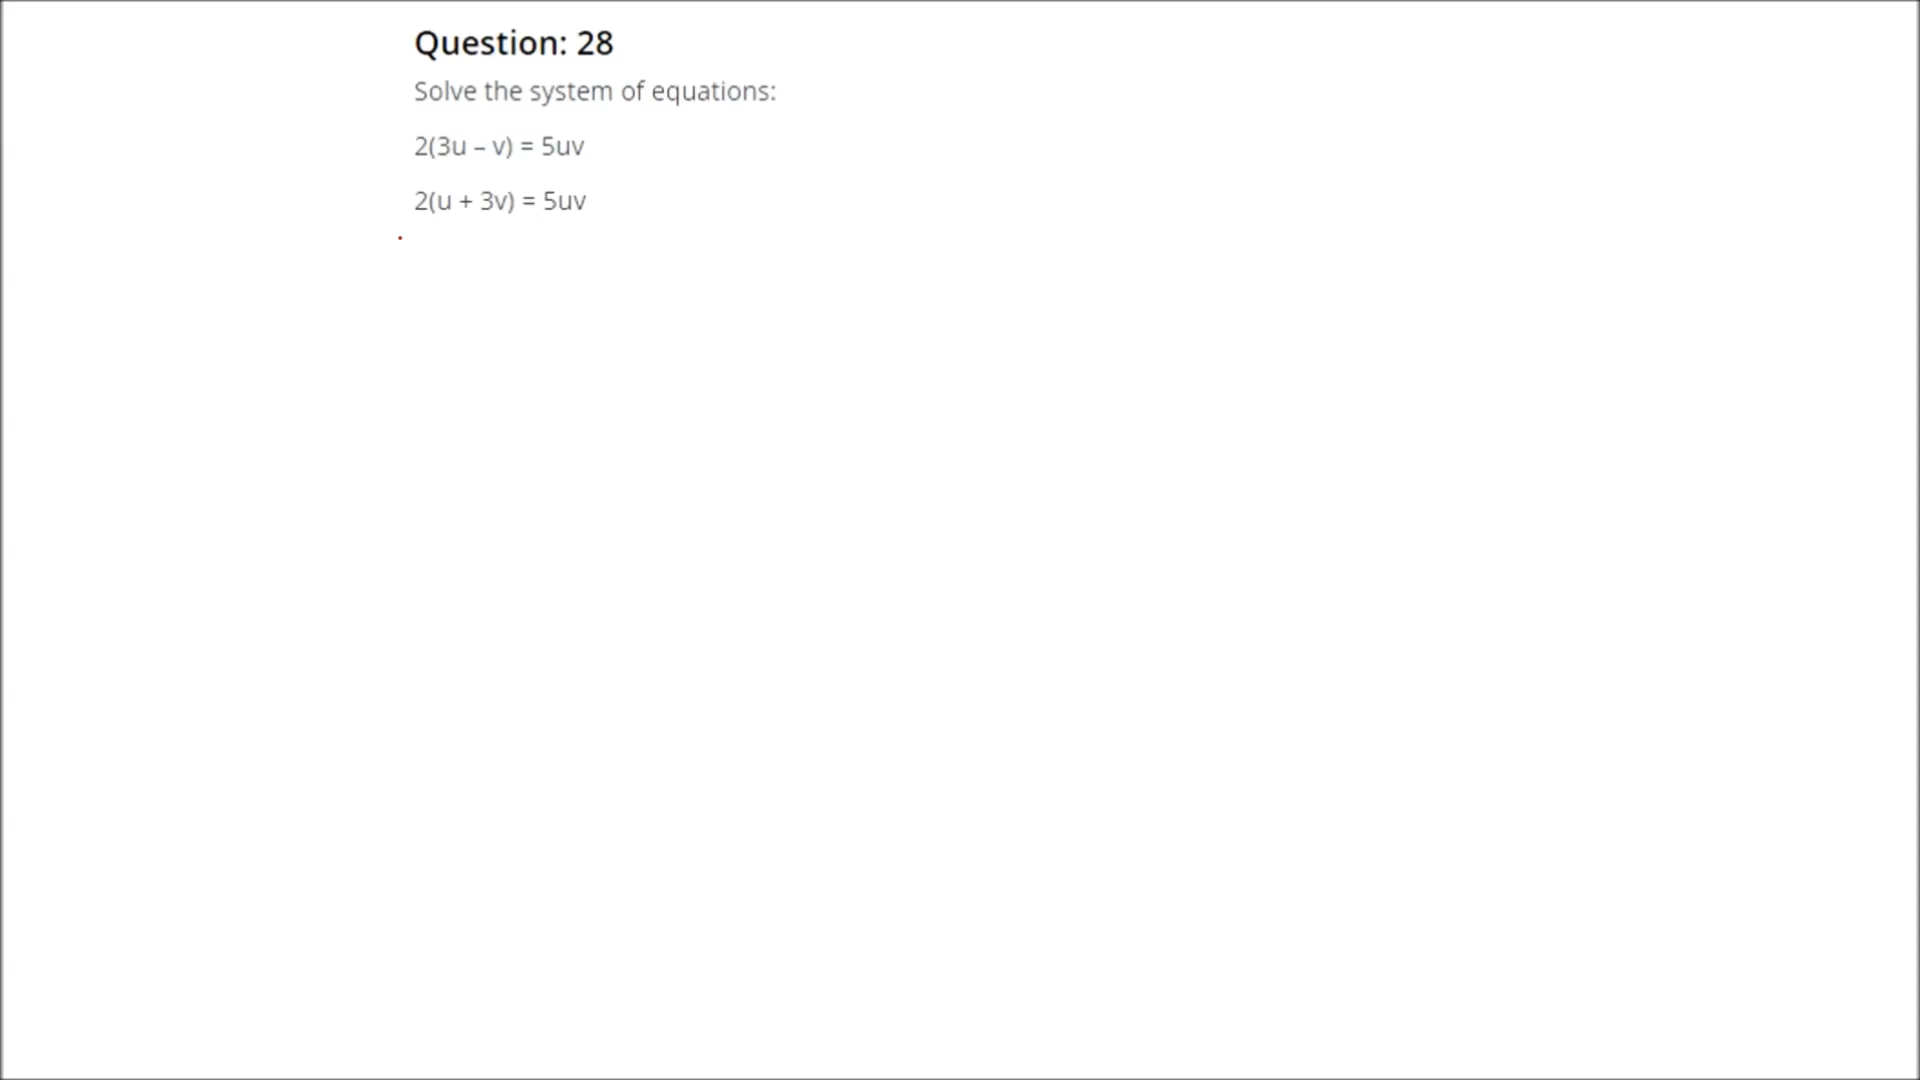 Question: 28
Solve the system of equations:
2(3u – v) = 5uv
2(u + 3v) = 5uv